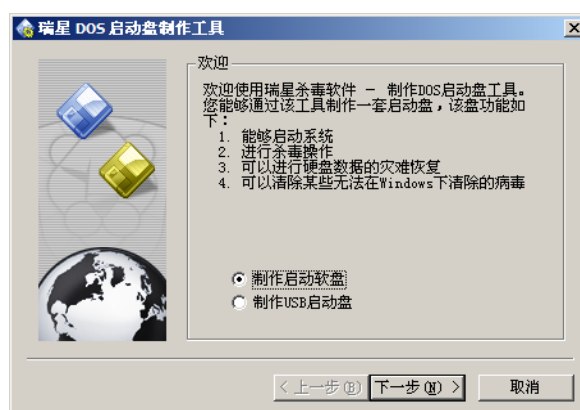 瑞星 DOS 启动盘制作工具
欢迎
欢迎使用瑞星杀毒软件 － 制作DOS启动盘工具。
您能够通过该工具制作一套启动盘，该盘功能如
下：
1. 能够启动系统
2. 进行杀毒操作
3. 可以进行硬盘数据的灾难恢复
4. 可以清除某些无法在Windows下清除的病毒
制作启动软盘
制作USB启动盘
< 上一步(B) 下一步(N) > 取消